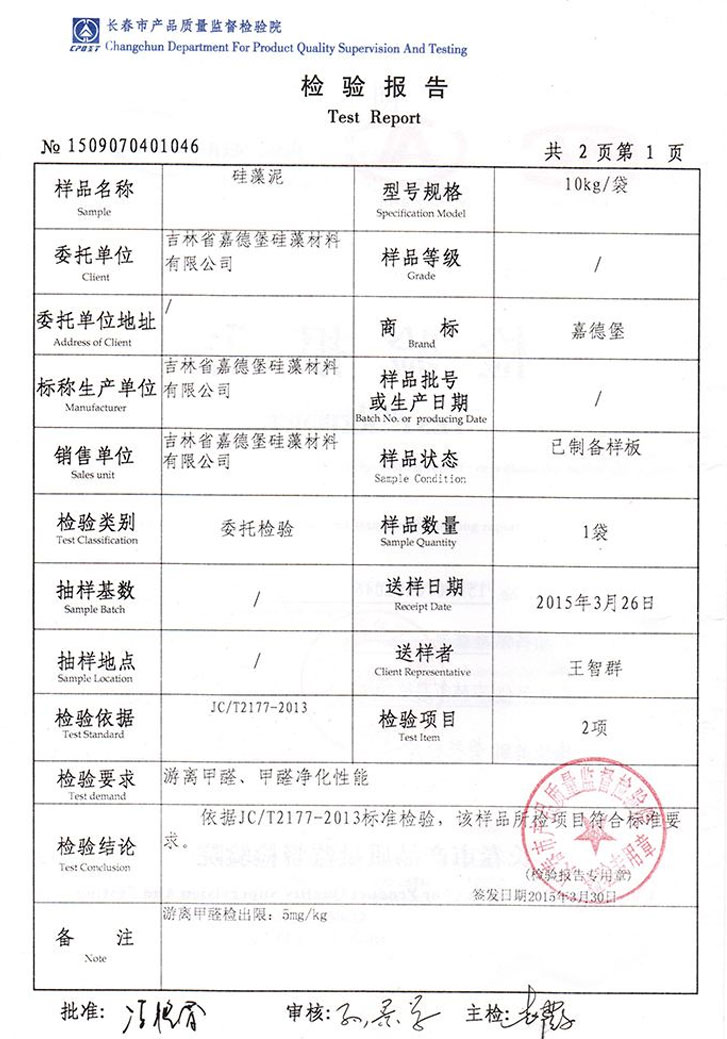 长春市产品质量监督检验院
CPQST Changchun Department For Product Quality Supervision And Testing
检验报告
Test Report
№ 1509070401046
共 2 页第 1 页
样品名称 硅藻泥 型号规格 10kg/袋
Sample Specification Model
委托单位 吉林省嘉德堡硅藻材料有限公司 样品等级 /
Client Grade
委托单位地址 / 商 标 嘉德堡
Address of Client Brand
标称生产单位 吉林省嘉德堡硅藻材料有限公司 样品批号或生产日期 /
Manufacturer Batch No. or producing Date
销售单位 吉林省嘉德堡硅藻材料有限公司 样品状态 已制备样板
Sales unit Sample Condition
检验类别 委托检验 样品数量 1袋
Test Classification Sample Quantity
抽样基数 / 送样日期 2015年3月26日
Sample Batch Receipt Date
抽样地点 / 送样者 王智群
Sample Location Client Representative
检验依据 JC/T2177-2013 检验项目 2项
Test Standard Test Item
检验要求 游离甲醛、甲醛净化性能
Test demand
检验结论 依据JC/T2177-2013标准检验，该样品所检项目符合标准要
求。
Test Conclusion
(检验报告专用章)
签发日期2015年3月30日
备 注 游离甲醛检出限：5mg/kg
Note
批准： 审核： 主检：